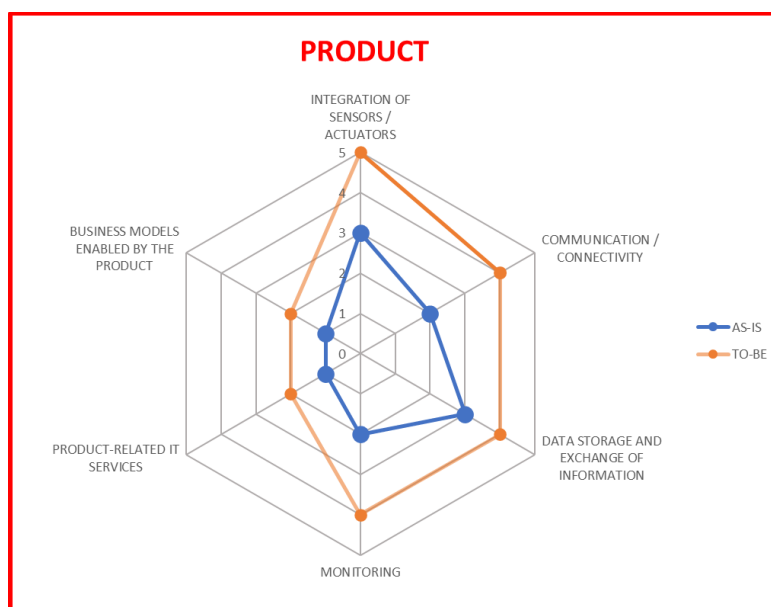 PRODUCT
INTEGRATION OF
SENSORS /
ACTUATORS
5
4
3
2
1
0
BUSINESS MODELS
ENABLED BY THE
PRODUCT
COMMUNICATION /
CONNECTIVITY
AS-IS
TO-BE
PRODUCT-RELATED IT
SERVICES
DATA STORAGE AND
EXCHANGE OF
INFORMATION
MONITORING